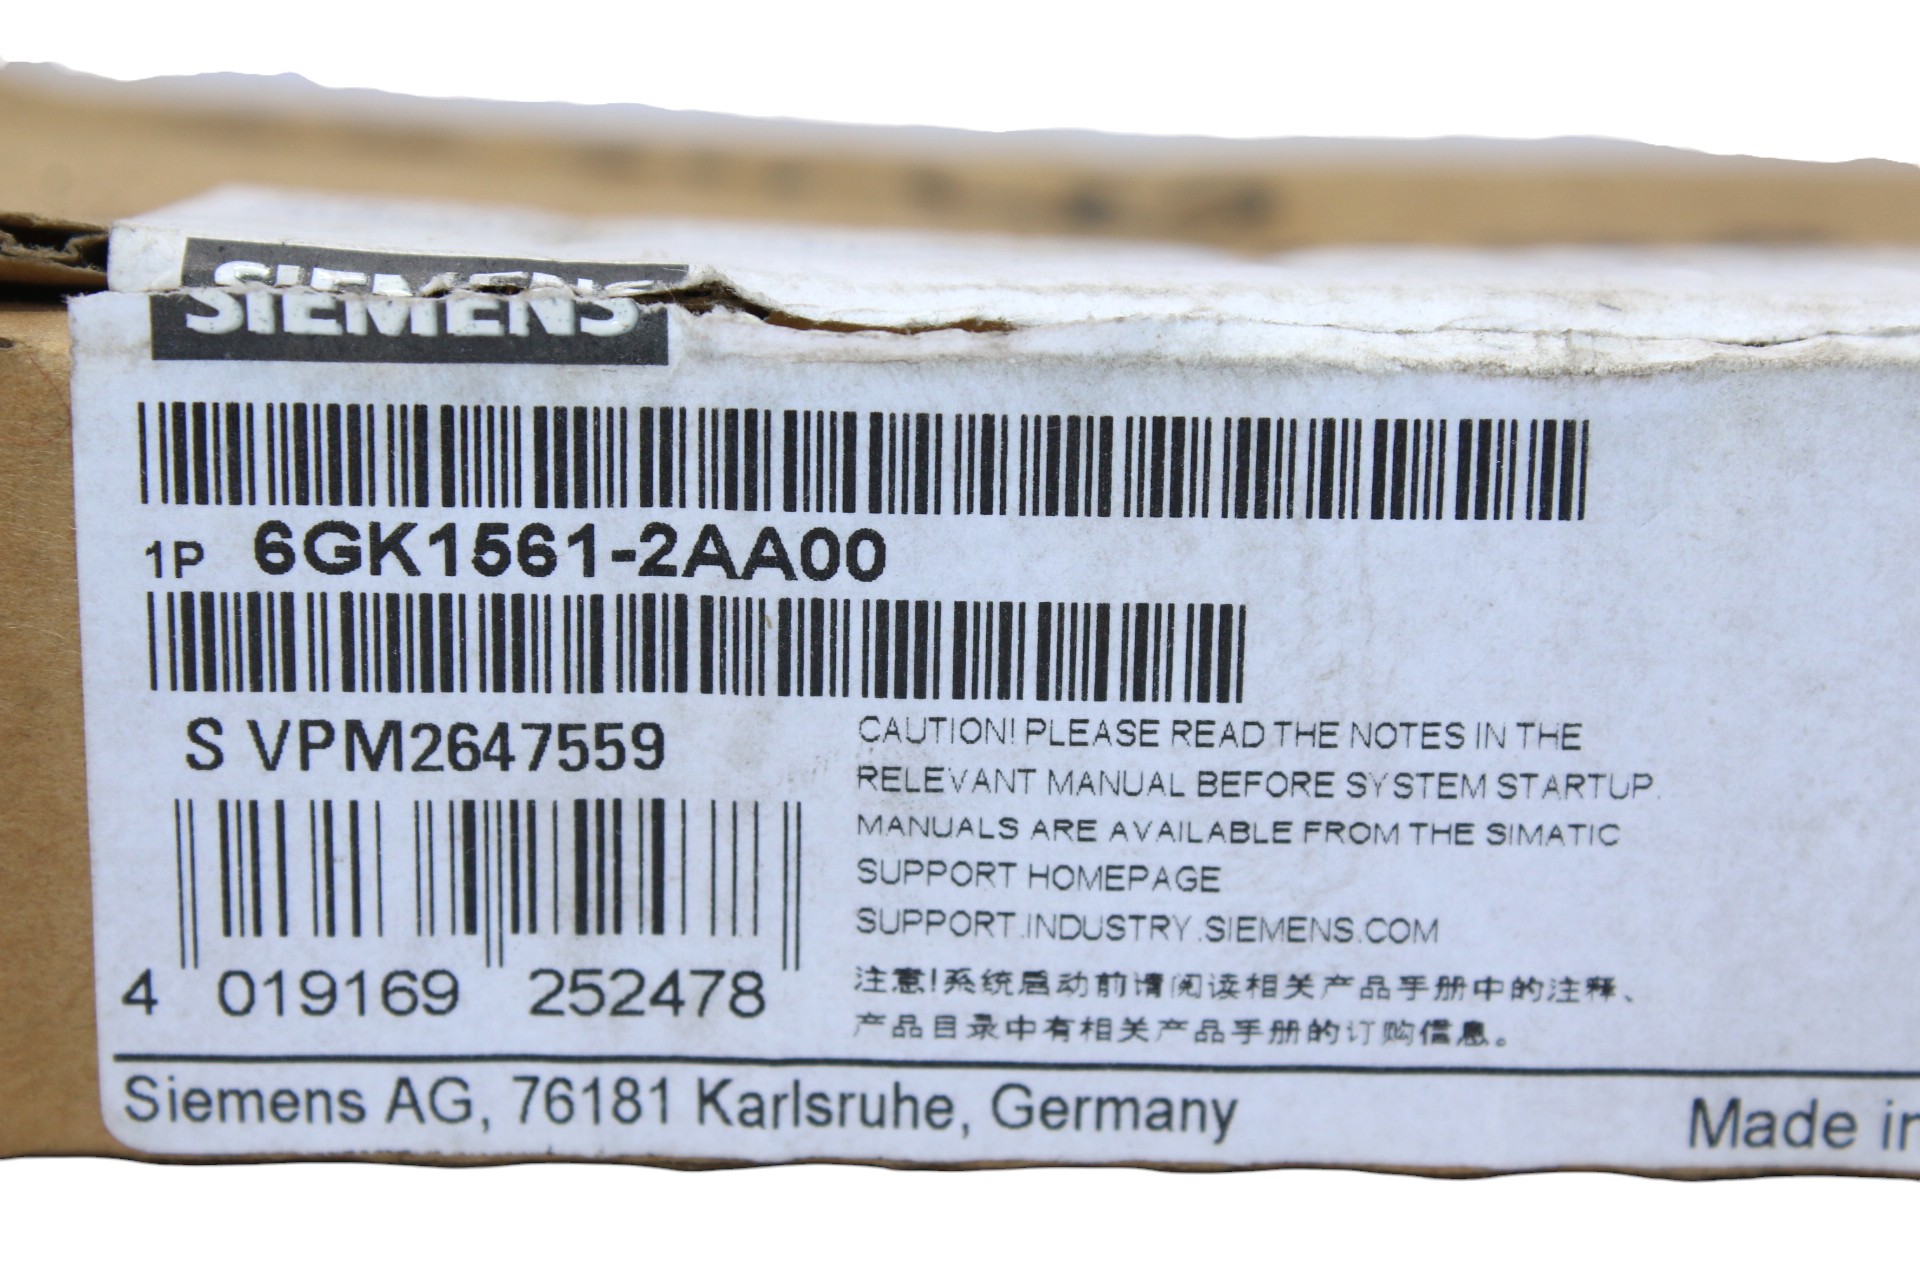 SIEMENS
1P 6GK1561-2AA00
S VPM2647559
CAUTION! PLEASE READ THE NOTES IN THE
RELEVANT MANUAL BEFORE SYSTEM STARTUP.
MANUALS ARE AVAILABLE FROM THE SIMATIC
SUPPORT HOMEPAGE
SUPPORT.INDUSTRY.SIEMENS.COM
注意!系统启动前请阅读相关产品手册中的注释、
产品目录中有相关产品手册的订购信息。
4 019169 252478
Siemens AG, 76181 Karlsruhe, Germany
Made in